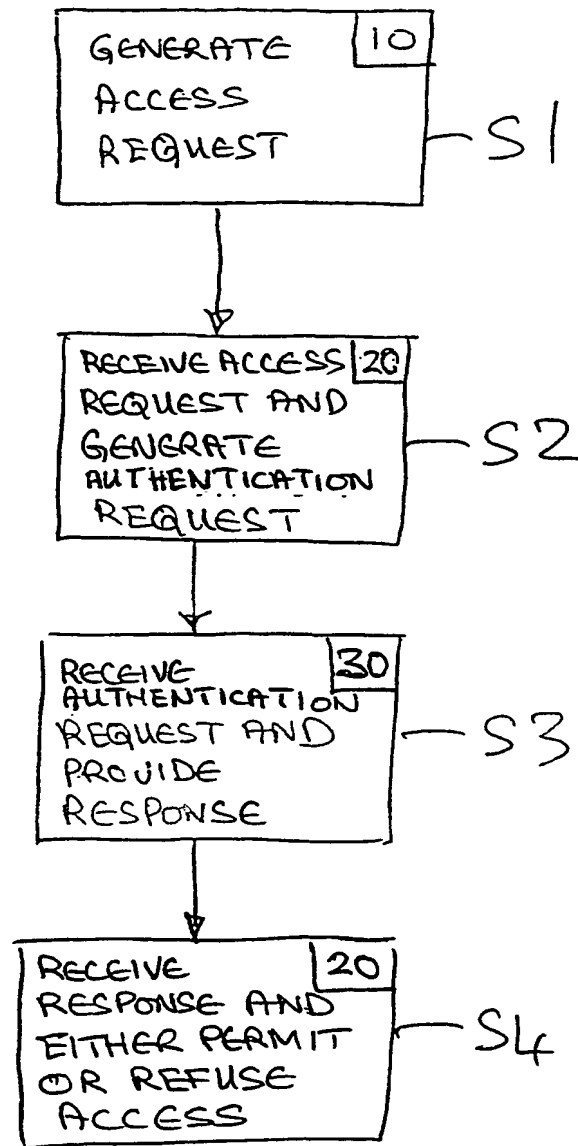 GENERATE 10
ACCESS
REQUEST
S1
RECEIVE ACCESS 20
REQUEST AND
GENERATE
AUTHENTICATION
REQUEST
S2
RECEIVE 30
AUTHENTICATION
REQUEST AND
PROVIDE
RESPONSE
S3
RECEIVE 20
RESPONSE AND
EITHER PERMIT
OR REFUSE
ACCESS
S4